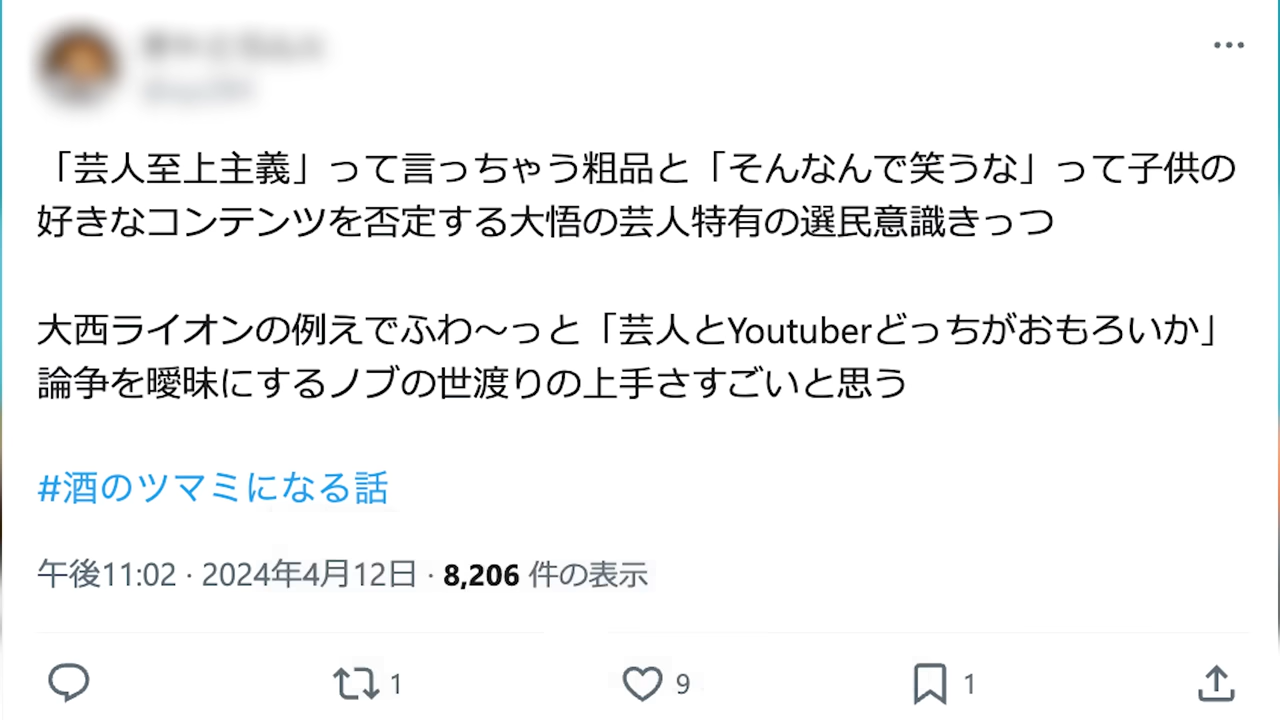 「芸人至上主義」って言っちゃう粗品と「そんなんで笑うな」って子供の
好きなコンテンツを否定する大悟の芸人特有の選民意識きっつ
大西ライオンの例えでふわ～っと「芸人とYoutuberどっちがおもろいか」
論争を曖昧にするノブの世渡りの上手さすごいと思う
#酒のツマミになる話
午後11:02 · 2024年4月12日 · 8,206 件の表示
1 9 1